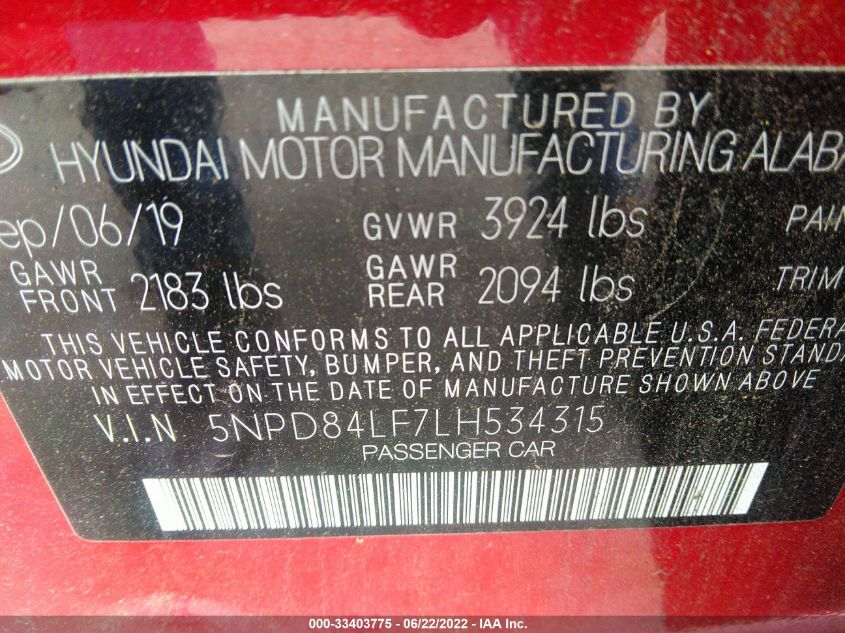 MANUFACTURED BY
HYUNDAI MOTOR MANUFACTURING ALABA
ep/06/19 GVWR 3924 lbs PAIN
GAWR FRONT 2183 lbs GAWR REAR 2094 lbs TRIM
THIS VEHICLE CONFORMS TO ALL APPLICABLE U.S.A. FEDERA
MOTOR VEHICLE SAFETY, BUMPER, AND THEFT PREVENTION STANDA
IN EFFECT ON THE DATE OF MANUFACTURE SHOWN ABOVE
V.I.N 5NPD84LF7LH534315
PASSENGER CAR
000-33403775 - 06/22/2022 - IAA Inc.